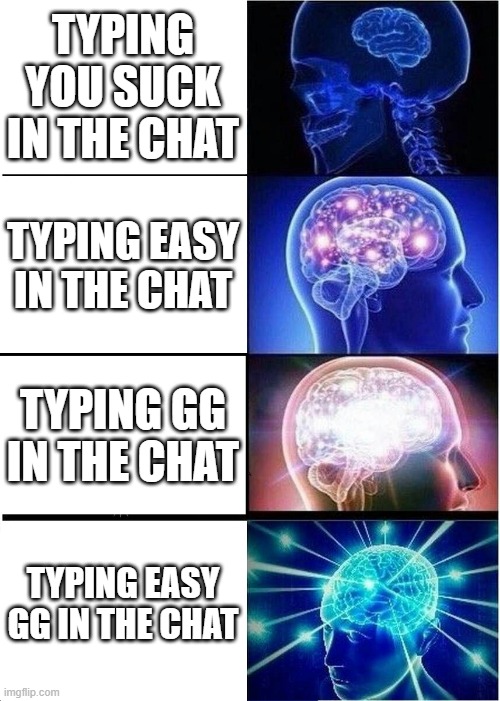 TYPING
YOU SUCK
IN THE CHAT
TYPING EASY
IN THE CHAT
TYPING GG
IN THE CHAT
TYPING EASY
GG IN THE CHAT
imgflip.com